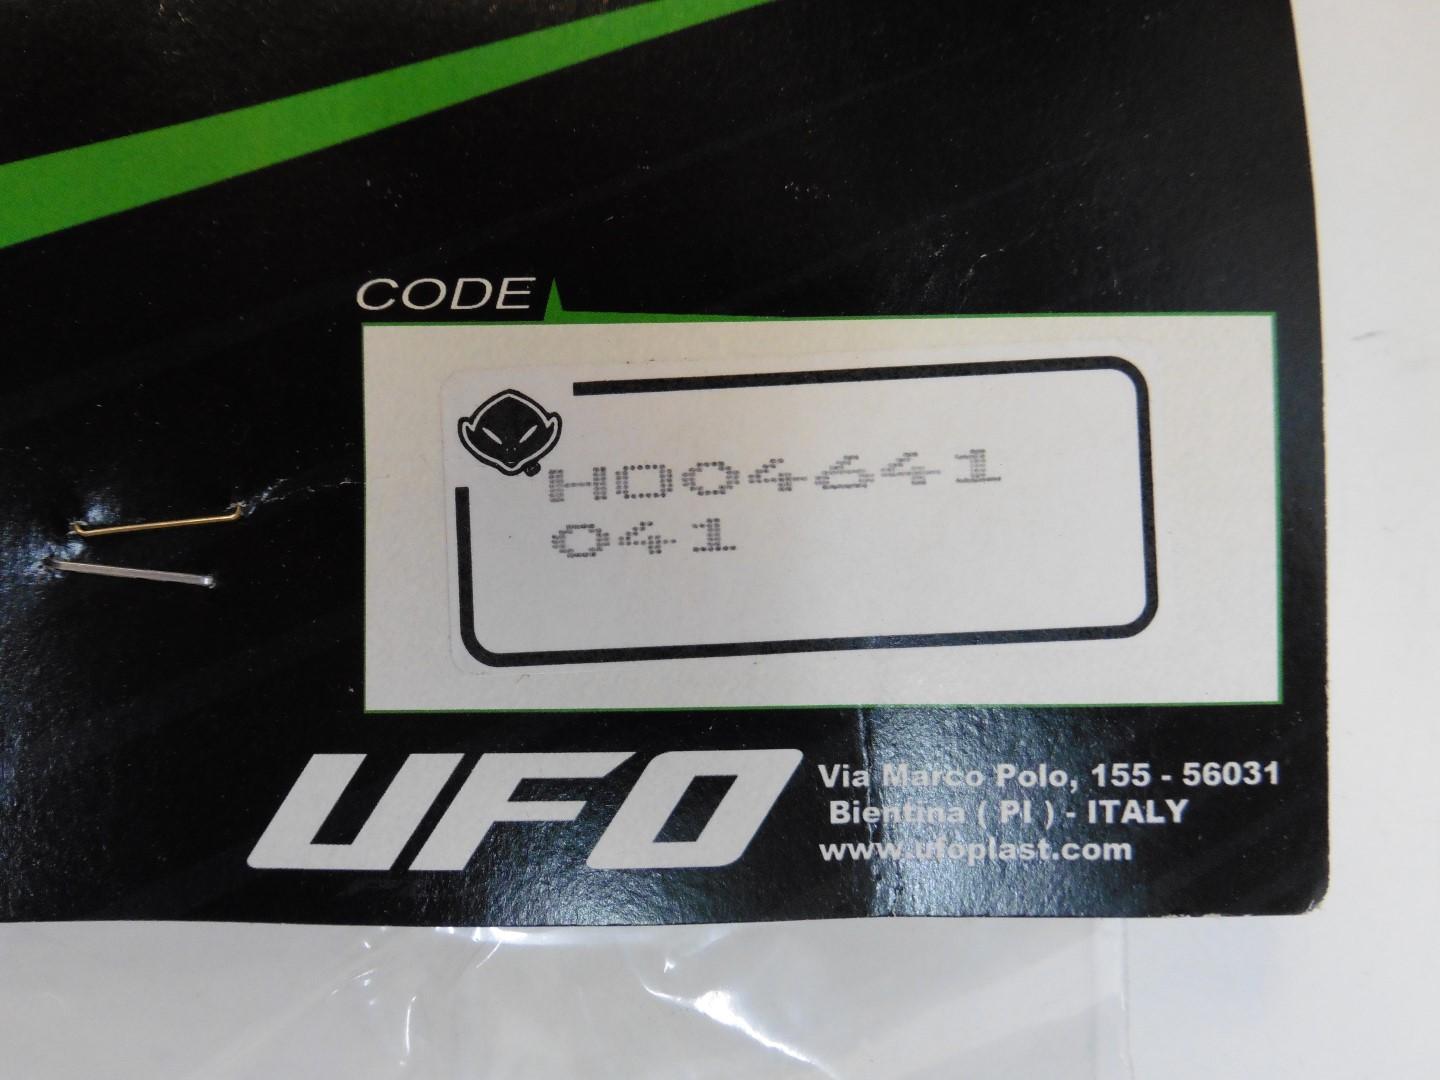 CODE
HO04641
041
UFO
Via Marco Polo, 155 - 56031
Bientina ( PI ) - ITALY
www.ufoplast.com